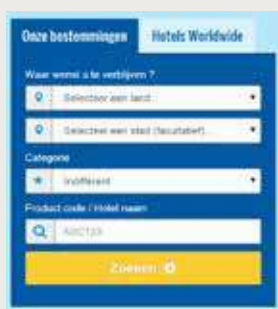 Onze bestemmingen
Hotels Worldwide
Waar wenst u te verblijven ?
Selecteer een land...
Selecteer een stad (facultatief)...
Categorie
Indifferent
Product code / Hotel naam
ABC123
Zoeken